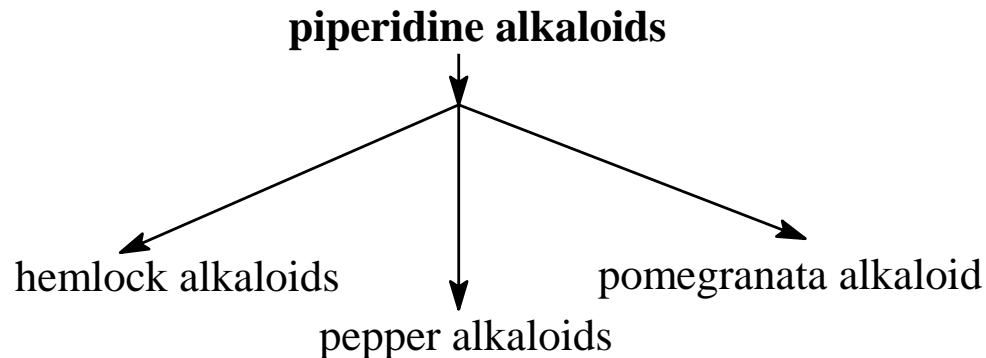 piperidine alkaloids
hemlock alkaloids
pomegranata alkaloid
pepper alkaloids